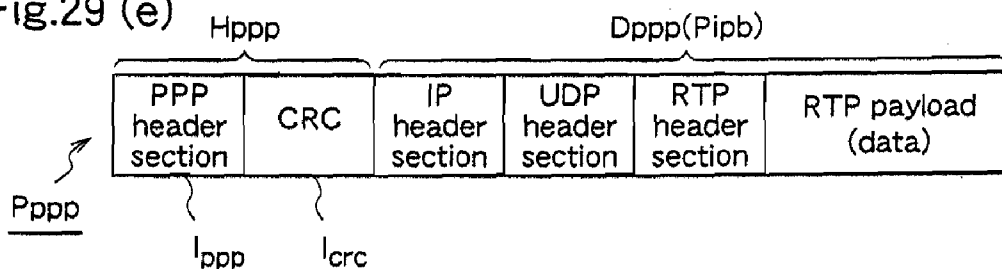 Fig.29 (e)
Hppp
Dppp(Pipb)
PPP
header
section
CRC
IP
header
section
UDP
header
section
RTP
header
section
RTP payload
(data)
Pppp
Ippp
Icrc